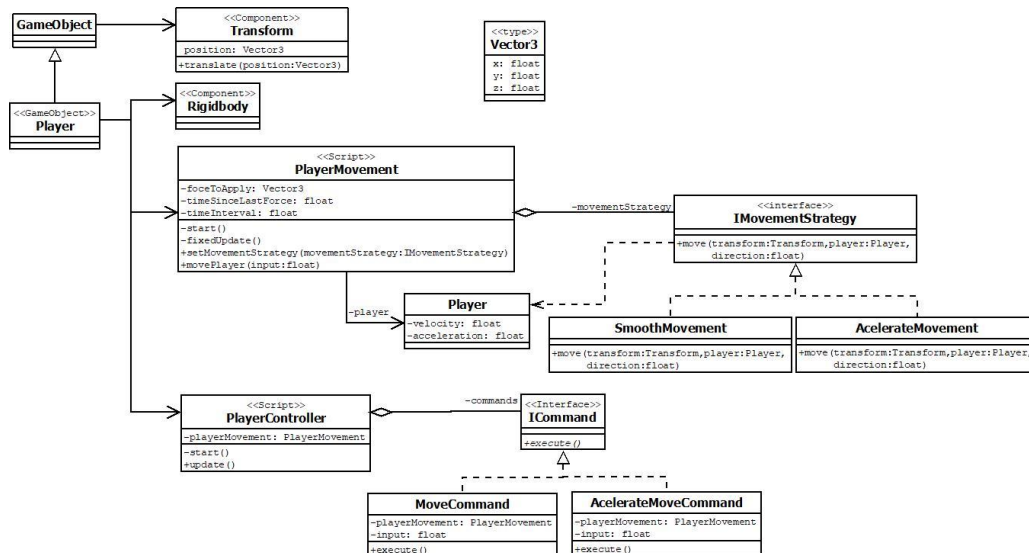 GameObject
<<Component>>
Transform
position: Vector3
+translate(position:Vector3)
<<type>>
Vector3
x: float
y: float
z: float
<<GameObject>>
Player
<<Component>>
Rigidbody
<<Script>>
PlayerMovement
-foceToApply: Vector3
-timeSinceLastForce: float
-timeInterval: float
-start()
-fixedUpdate()
+setMovementStrategy(movementStrategy:IMovementStrategy)
+movePlayer(input:float)
-movementStrategy
<<interface>>
IMovementStrategy
+move(transform:Transform,player:Player,
direction:float)
-player
Player
-velocity: float
-acceleration: float
SmoothMovement
+move(transform:Transform,player:Player,
direction:float)
AcelerateMovement
+move(transform:Transform,player:Player,
direction:float)
<<Script>>
PlayerController
-playerMovement: PlayerMovement
-start()
+update()
-commands
<<Interface>>
ICommand
+execute()
MoveCommand
-playerMovement: PlayerMovement
-input: float
+execute()
AcelerateMoveCommand
-playerMovement: PlayerMovement
-input: float
+execute()